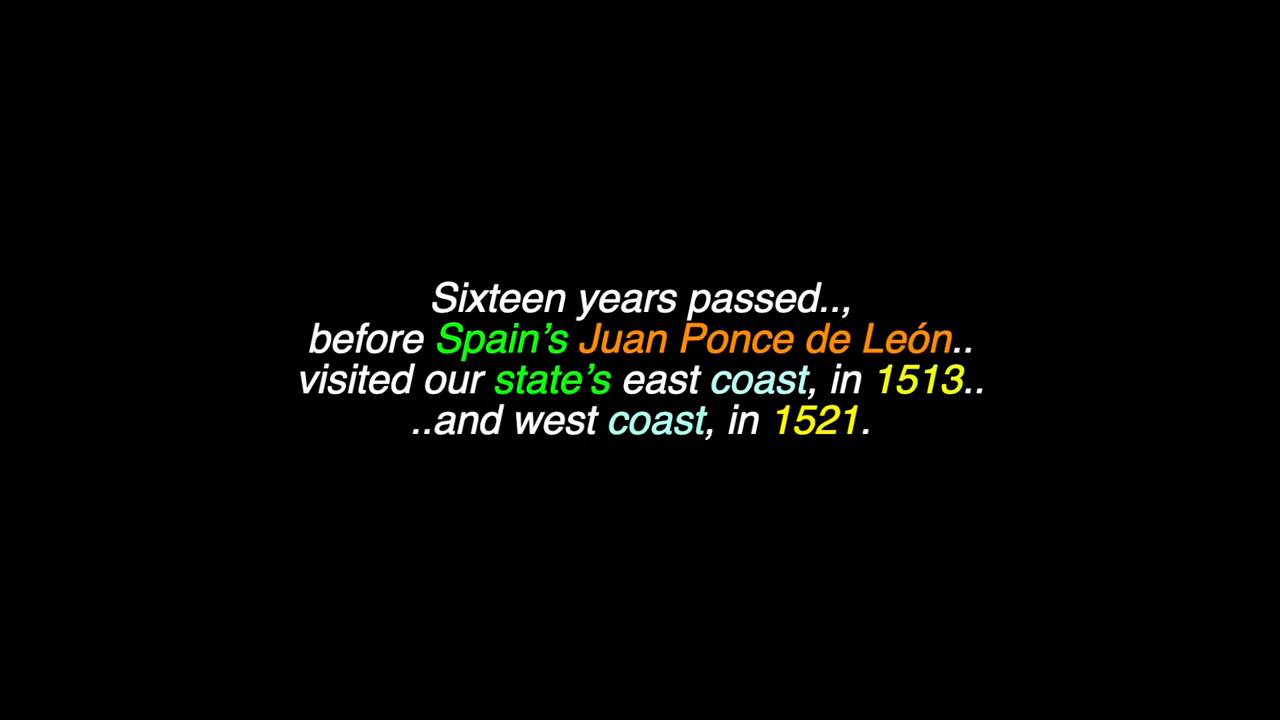 Sixteen years passed..,
before Spain’s Juan Ponce de León..
visited our state’s east coast, in 1513..
..and west coast, in 1521.